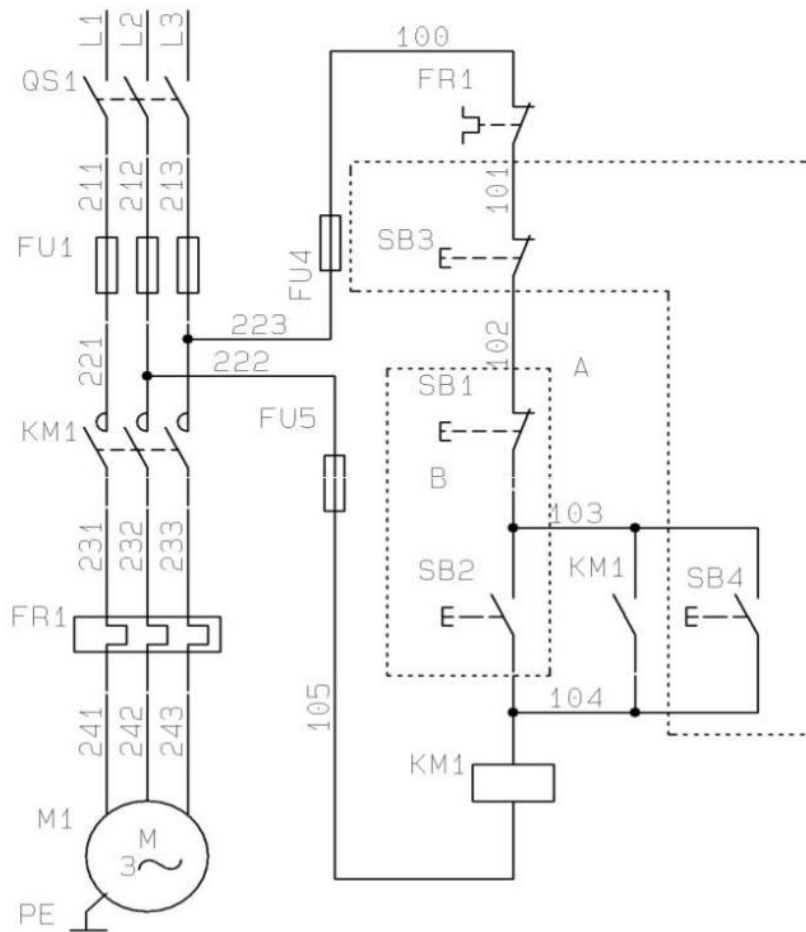 L1 L2 L3
100
QS1
FR1
211 212 213
101
FU1
SB3
FU4
223
102
221
222
A
SB1
KM1
FU5
B
103
231 232 233
SB2
KM1
SB4
FR1
105
104
241 242 243
KM1
M1
M
3
PE